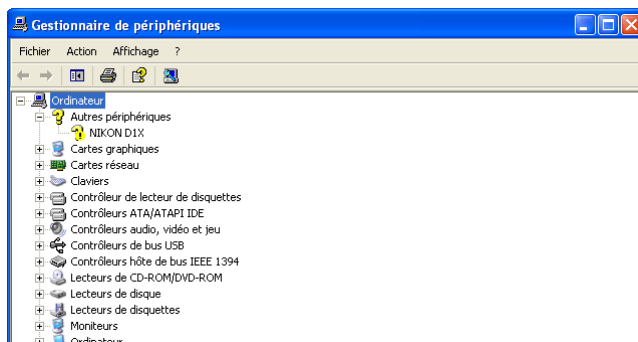 Gestionnaire de périphériques
Fichier Action Affichage ?
Ordinateur
Autres périphériques
NIKON D1X
Cartes graphiques
Cartes réseau
Claviers
Contrôleur de lecteur de disquettes
Contrôleurs ATA/ATAPI IDE
Contrôleurs audio, vidéo et jeu
Contrôleurs de bus USB
Contrôleurs hôte de bus IEEE 1394
Lecteurs de CD-ROM/DVD-ROM
Lecteurs de disque
Lecteurs de disquettes
Moniteurs
Ordinateur